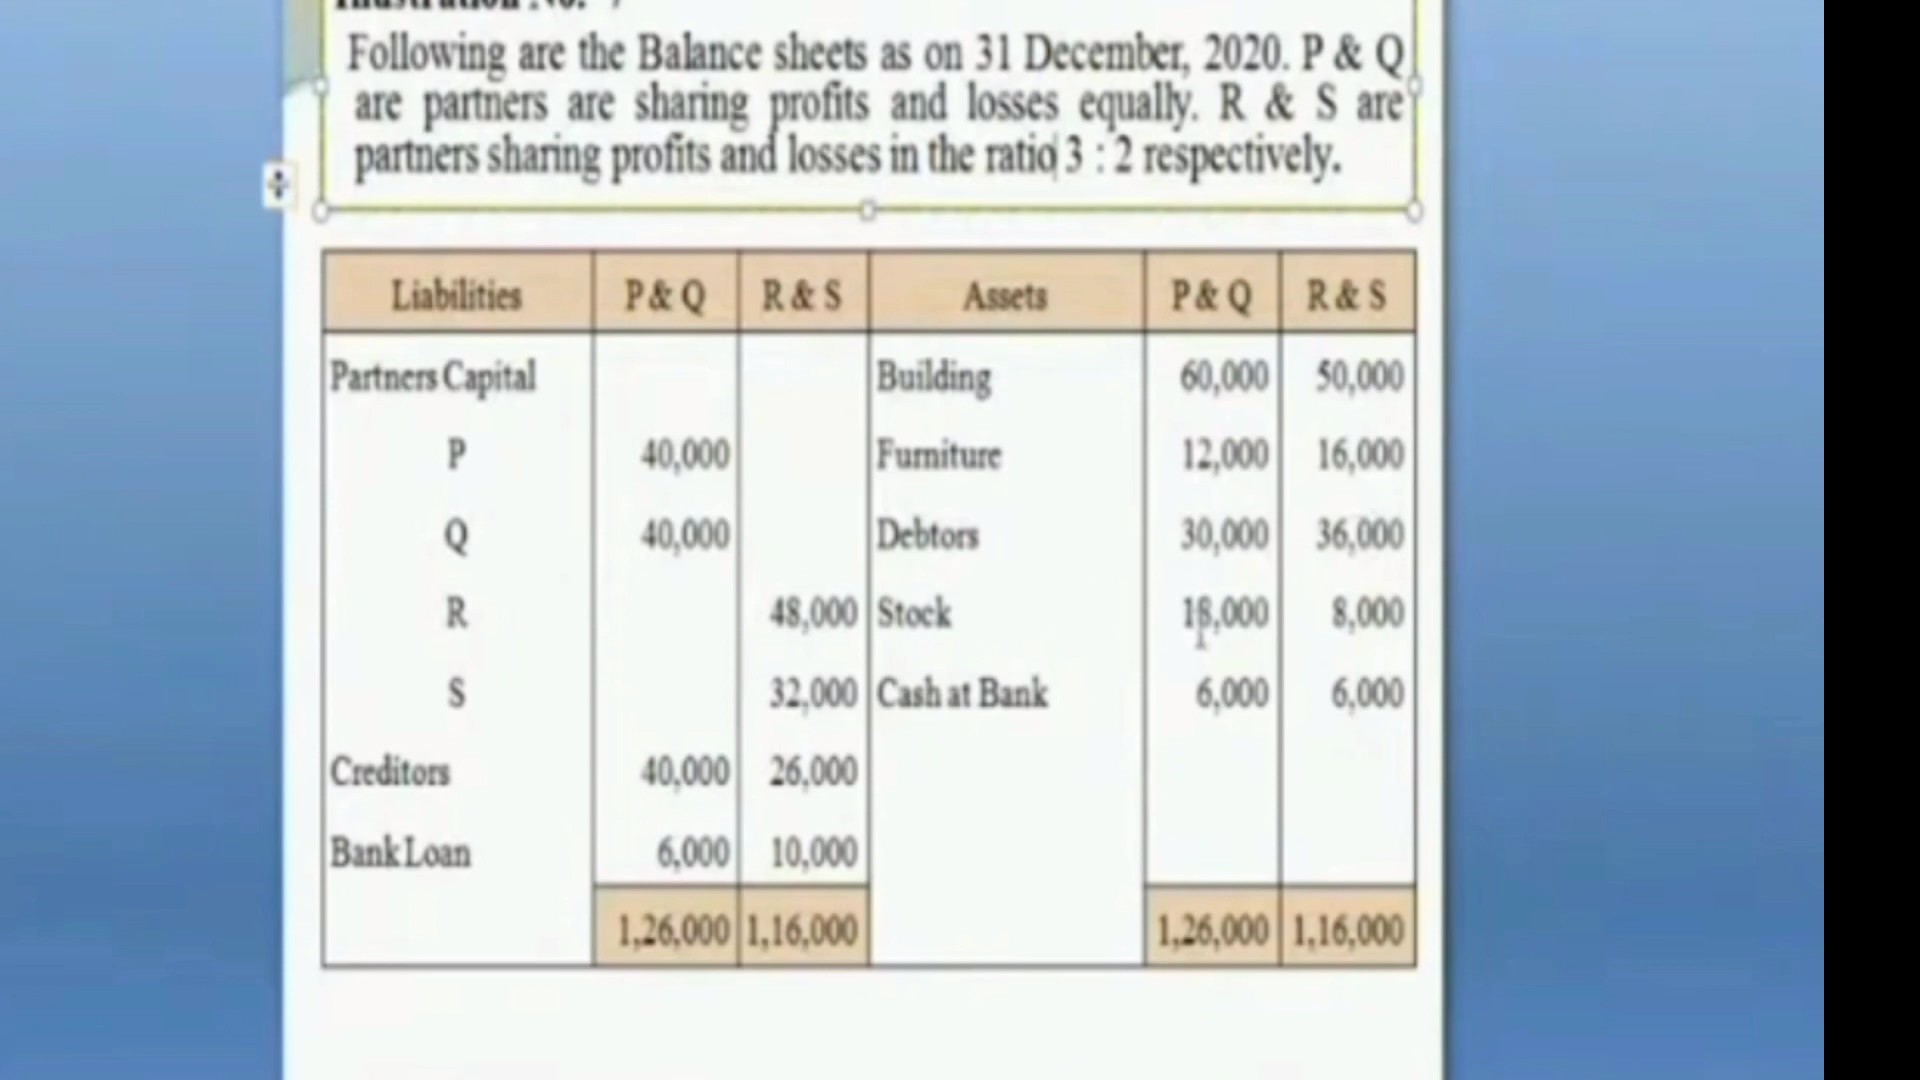 Illustration No. 7
Following are the Balance sheets as on 31 December, 2020. P & Q
are partners are sharing profits and losses equally. R & S are
partners sharing profits and losses in the ratio 3 : 2 respectively.
Liabilities P & Q R & S Assets P & Q R & S
Partners Capital Building 60,000 50,000
P 40,000 Furniture 12,000 16,000
Q 40,000 Debtors 30,000 36,000
R 48,000 Stock 18,000 8,000
S 32,000 Cash at Bank 6,000 6,000
Creditors 40,000 26,000
Bank Loan 6,000 10,000
1,26,000 1,16,000 1,26,000 1,16,000